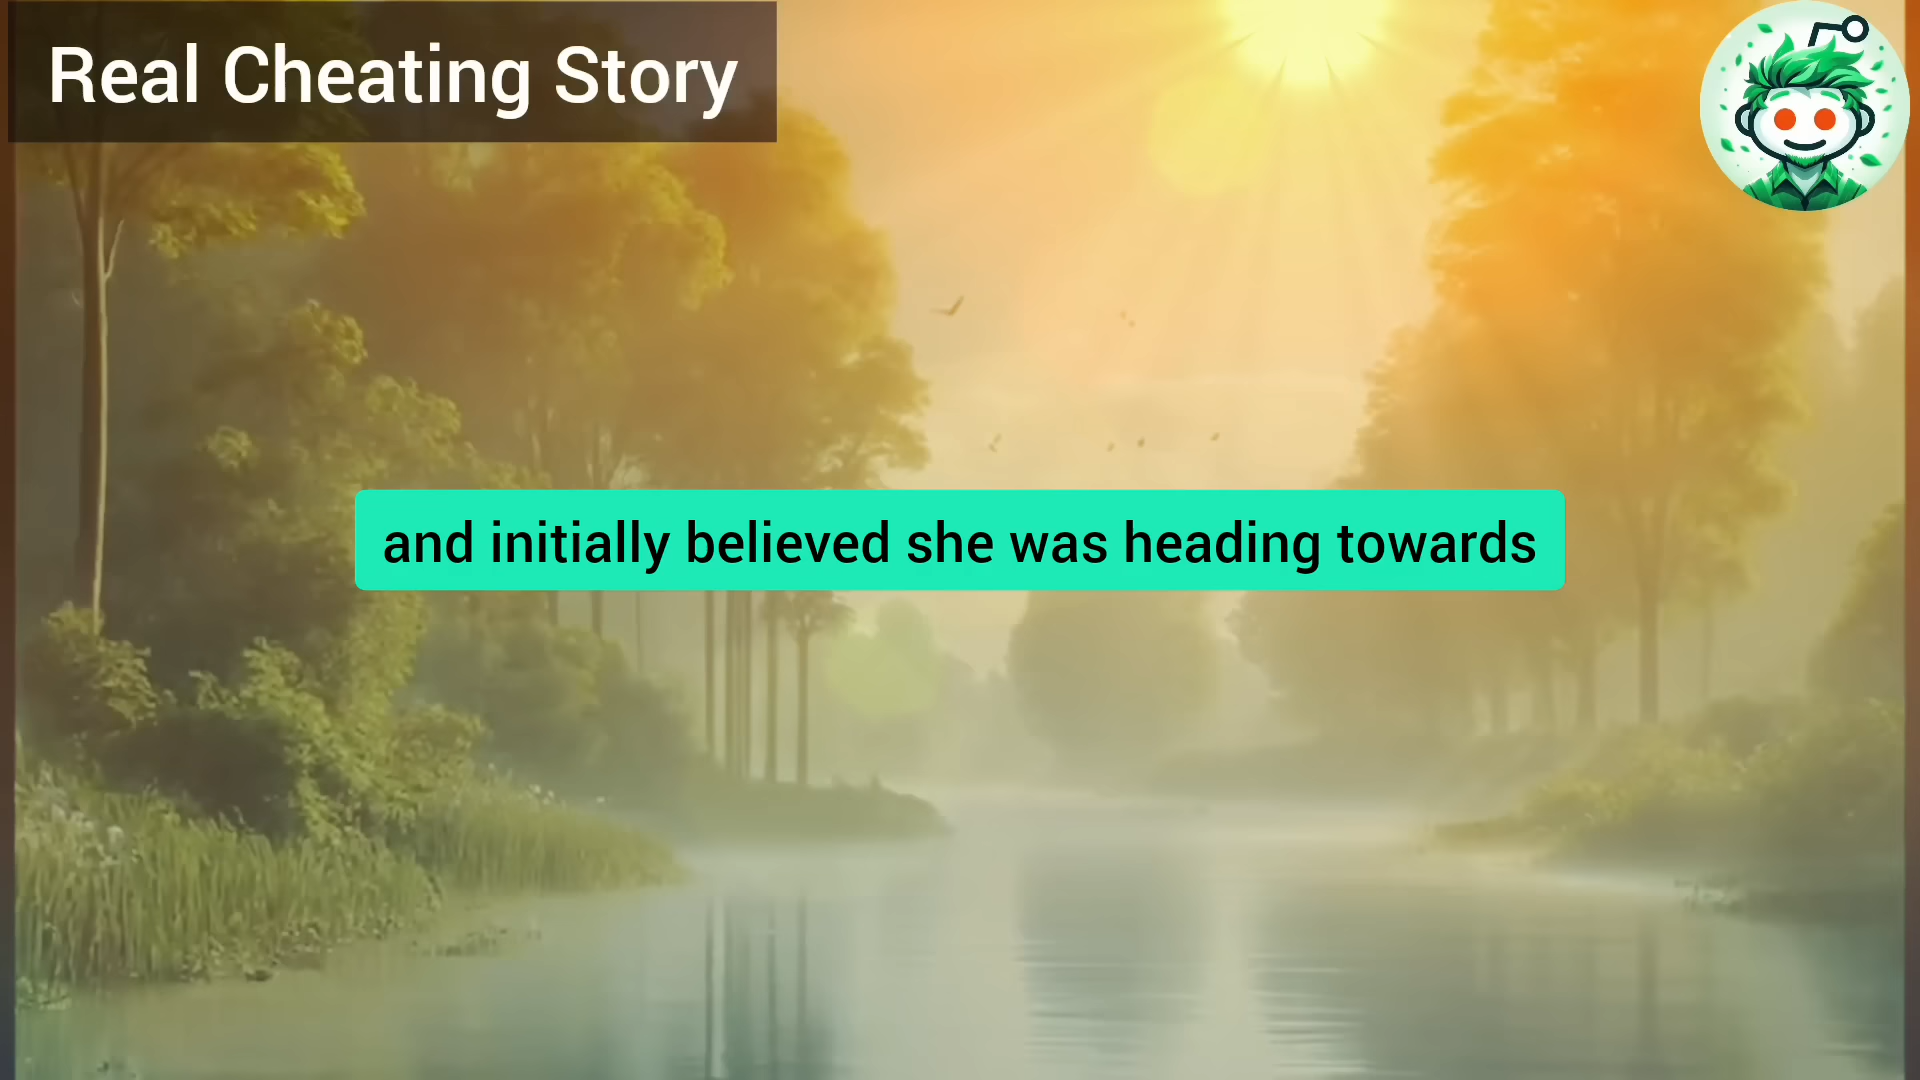 Real Cheating Story
and initially believed she was heading towards